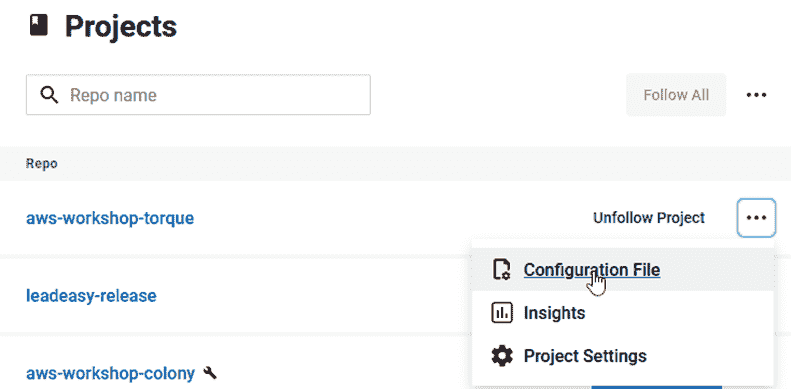 Projects
Repo name
Follow All
Repo
aws-workshop-torque
Unfollow Project
Configuration File
leadeasy-release
Insights
Project Settings
aws-workshop-colony